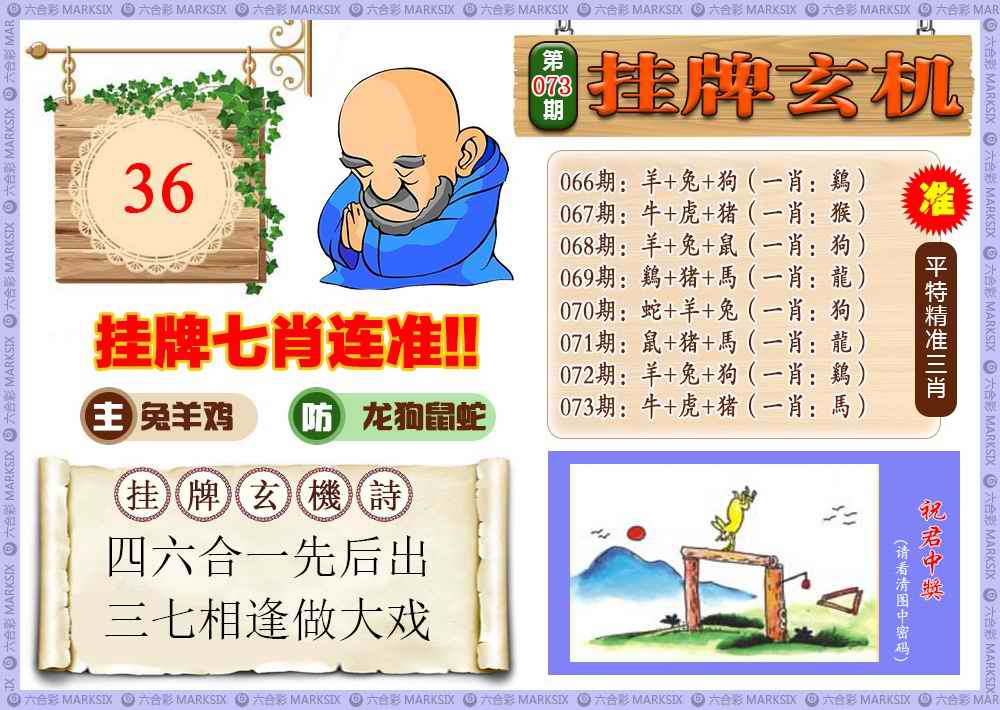 六合彩 MARKSIX
第073期
挂牌玄机
36
066期：羊+兔+狗（一肖：鷄）
067期：牛+虎+猪（一肖：猴）
068期：羊+兔+鼠（一肖：狗）
069期：鷄+猪+馬（一肖：龍）
070期：蛇+羊+兔（一肖：狗）
071期：鼠+猪+馬（一肖：龍）
072期：羊+兔+狗（一肖：鷄）
073期：牛+虎+猪（一肖：馬）
准
平特精准三肖
挂牌七肖连准!!
主 兔羊鸡
防 龙狗鼠蛇
挂牌玄機詩
四六合一先后出
三七相逢做大戏
祝君中獎
(请看清图中密码)
六合彩 MARKSIX